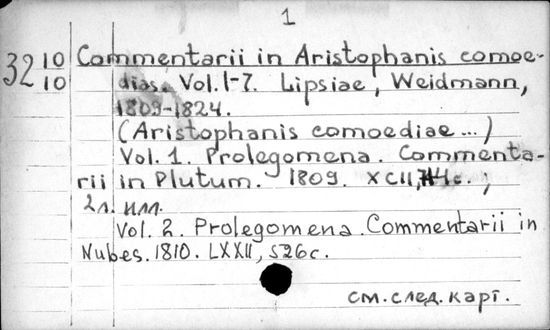 1
32 10/10 Commentarii in Aristophanis comoe-
dias. Vol. 1-7. Lipsiae, Weidmann,
1809-1824.
(Aristophanis comoediae ...)
Vol. 1. Prolegomena. Commenta-
rii in Plutum. 1809. XCII, с.;
2л. илл.
Vol. 2. Prolegomena. Commentarii in
Nubes. 1810. LXXII, 526с.
см. след. карт.